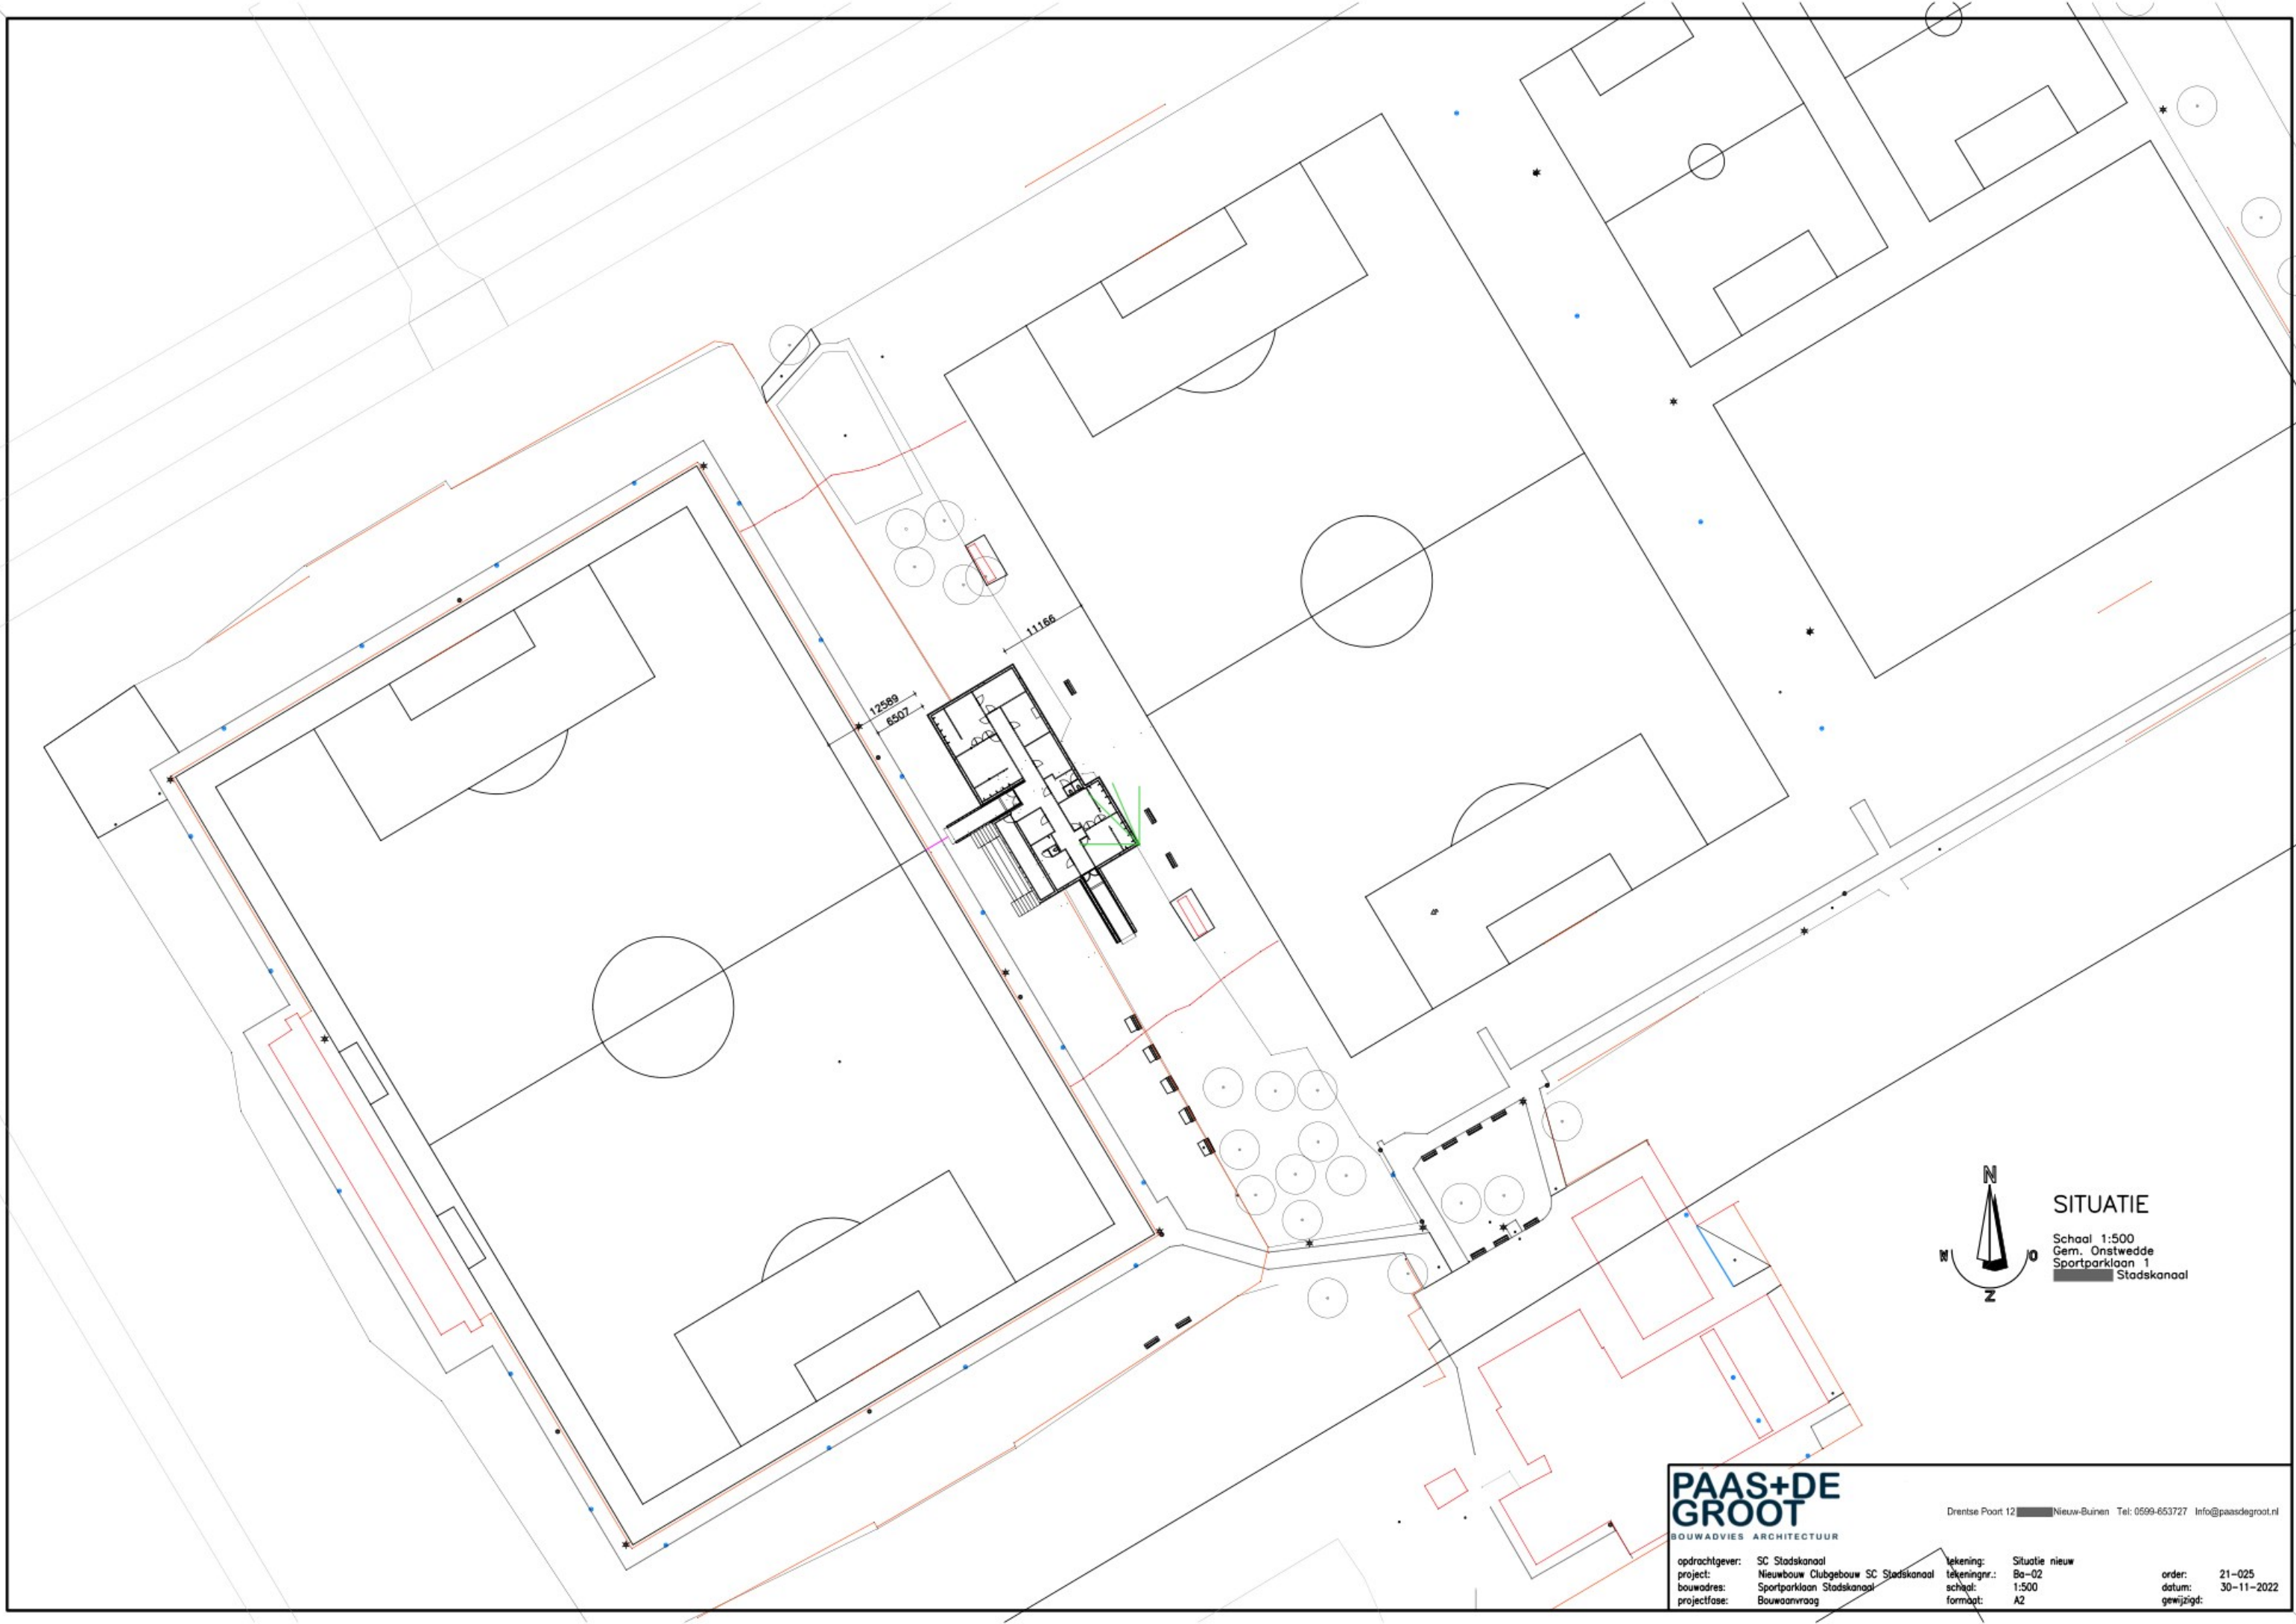 11166
12589
6507
N
W
O
Z
SITUATIE
Schaal 1:500
Gem. Onstwedde
Sportparklaan 1
Stadskanaal
PAAS+DE
GROOT
BOUWADVIES ARCHITECTUUR
Drentse Poort 12 Nieuw-Buinen Tel: 0599-653727 Info@paasdegroot.nl
opdrachtgever: SC Stadskanaal tekening: Situatie nieuw
project: Nieuwbouw Clubgebouw SC Stadskanaal tekeningnr.: Ba-02 order: 21-025
bouwadres: Sportparklaan Stadskanaal schaal: 1:500 datum: 30-11-2022
projectfase: Bouwaanvraag formaat: A2 gewijzigd: